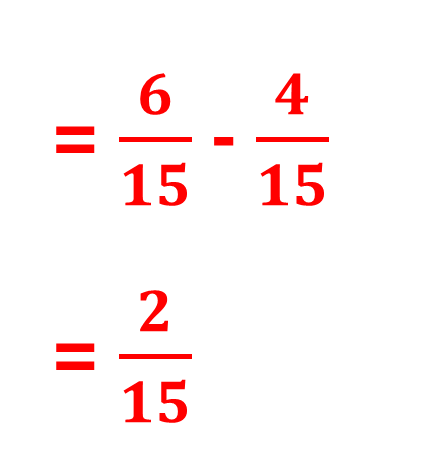 = 6/15 - 4/15
= 2/15